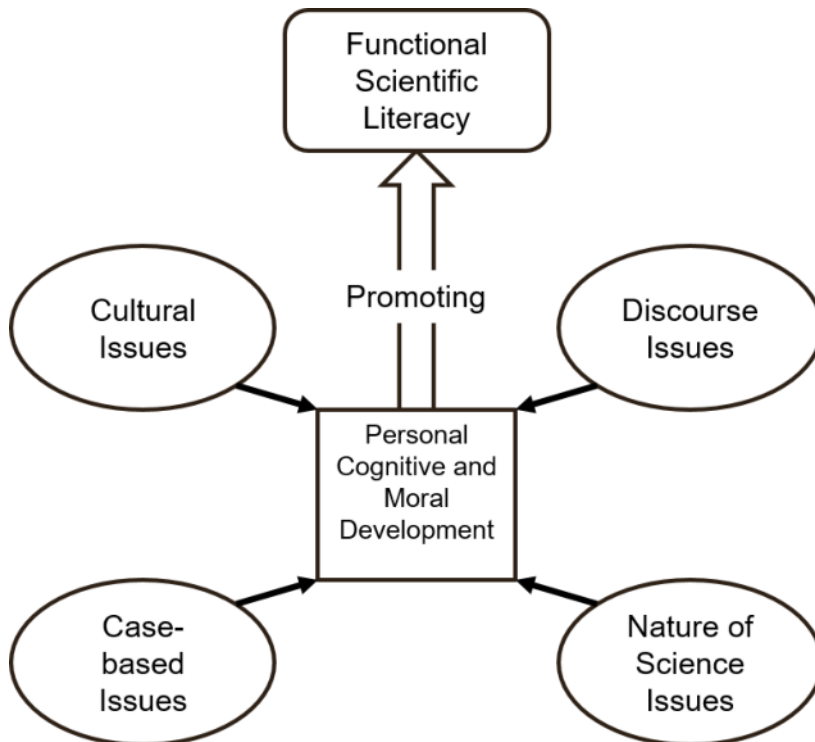 Functional
Scientific
Literacy
Promoting
Cultural
Issues
Discourse
Issues
Personal
Cognitive and
Moral
Development
Case-
based
Issues
Nature of
Science
Issues